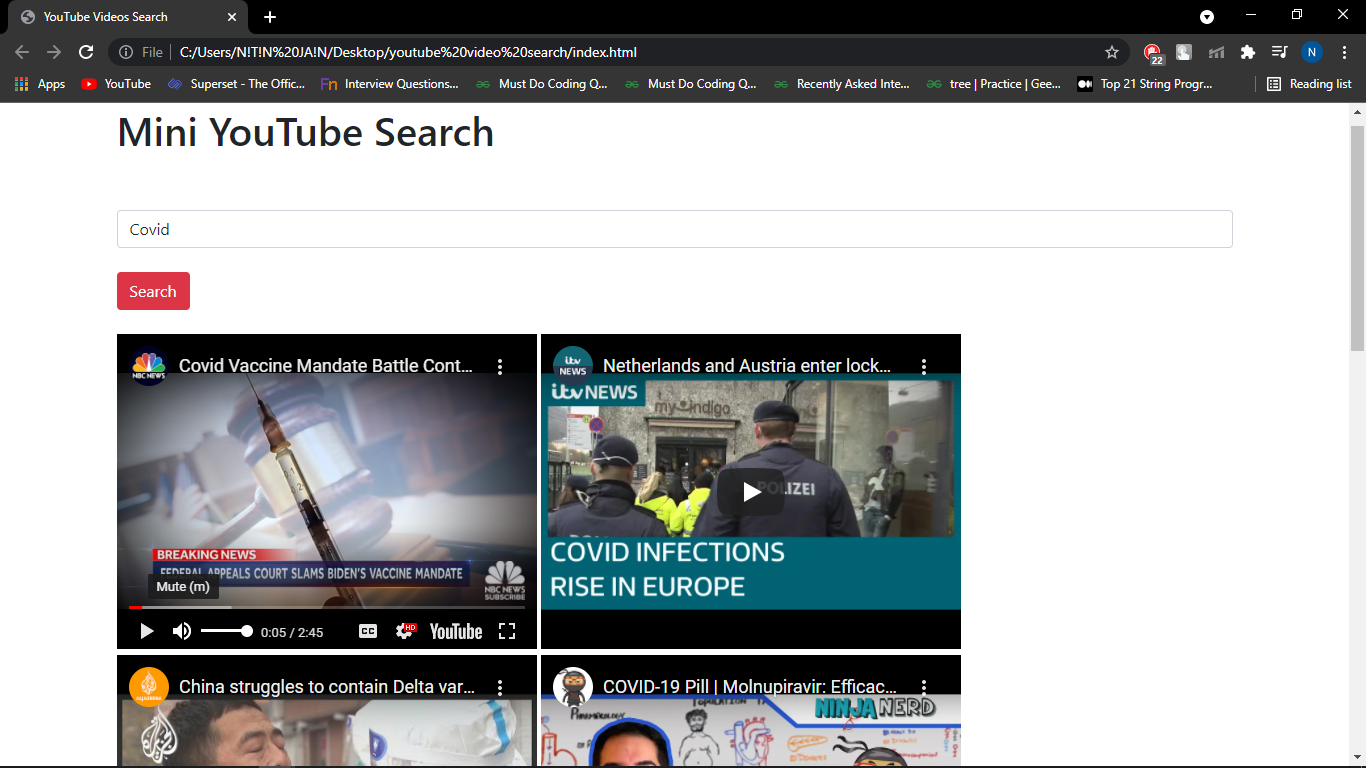 YouTube Videos Search
File
C:/Users/N!T!N%20JA!N/Desktop/youtube%20video%20search/index.html
22
N
Apps
YouTube
Superset - The Offic...
Fn Interview Questions...
Must Do Coding Q...
Must Do Coding Q...
Recently Asked Inte...
tree | Practice | Gee...
Top 21 String Progr...
Reading list
Mini YouTube Search
Covid
Search
NBC NEWS
Covid Vaccine Mandate Battle Cont...
BREAKING NEWS
FEDERAL APPEALS COURT SLAMS BIDEN'S VACCINE MANDATE
NBC NEWS
SUBSCRIBE
Mute (m)
0:05 / 2:45
CC
HD
YouTube
itv NEWS
Netherlands and Austria enter lock...
itv NEWS
my indigo
POLIZEI
COVID INFECTIONS
RISE IN EUROPE
China struggles to contain Delta var...
COVID-19 Pill | Molnupiravir: Efficac...
NINJA NERD